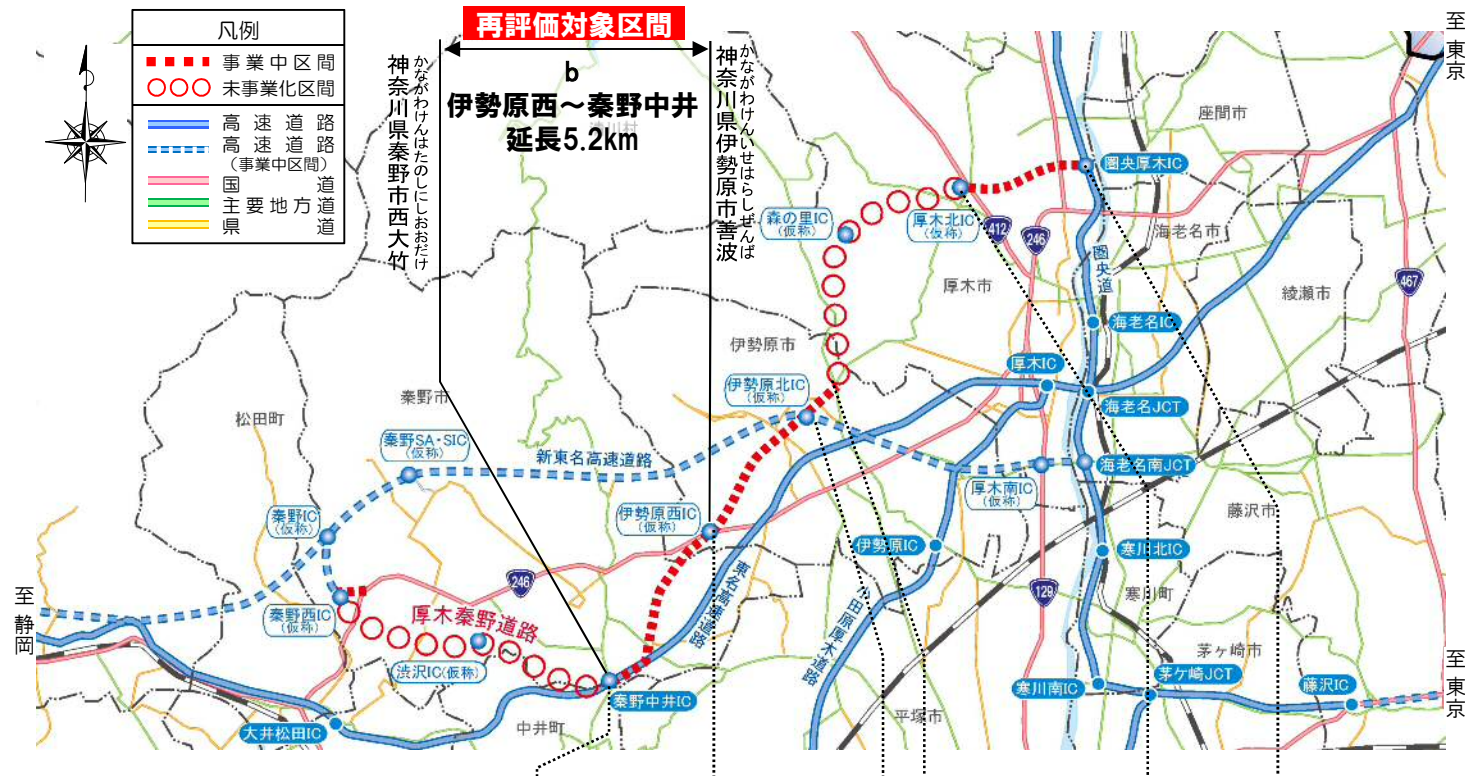 凡例
事業中区間
未事業化区間
高速道路
高速道路
(事業中区間)
国道
主要地方道
県道
再評価対象区間
b
伊勢原西～秦野中井
延長5.2km
神奈川県秦野市西大竹
かながわけんはだのしにしおおだけ
神奈川県伊勢原市善波
かながわけんいせはらしぜんば
至東京
座間市
圏央厚木IC
森の里IC
(仮称)
厚木北IC
(仮称)
412
246
海老名市
圏央道
467
厚木市
綾瀬市
海老名IC
伊勢原市
厚木IC
伊勢原北IC
(仮称)
海老名JCT
秦野市
松田町
秦野SA・SIC
(仮称)
新東名高速道路
海老名南JCT
厚木南IC
(仮称)
秦野IC
(仮称)
伊勢原西IC
(仮称)
藤沢市
伊勢原IC
寒川北IC
東名高速道路
小田原厚木道路
246
129
寒川町
至静岡
秦野西IC
(仮称)
厚木秦野道路
渋沢IC(仮称)
茅ヶ崎市
至東京
秦野中井IC
寒川南IC
茅ケ崎JCT
藤沢IC
平塚市
大井松田IC
中井町